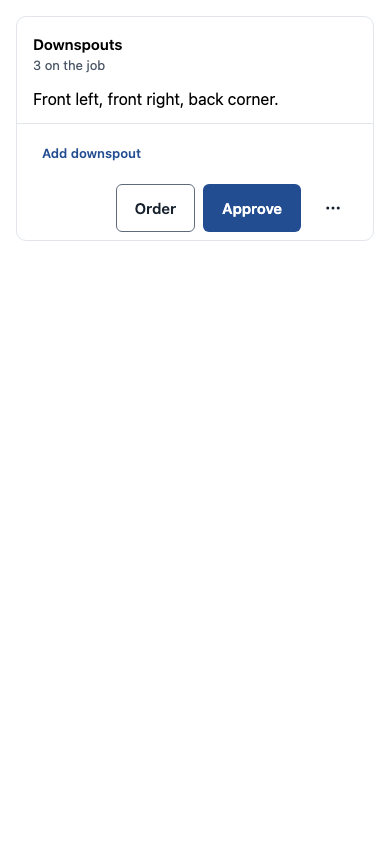 Downspouts
3 on the job
Front left, front right, back corner.
Add downspout
Order
Approve